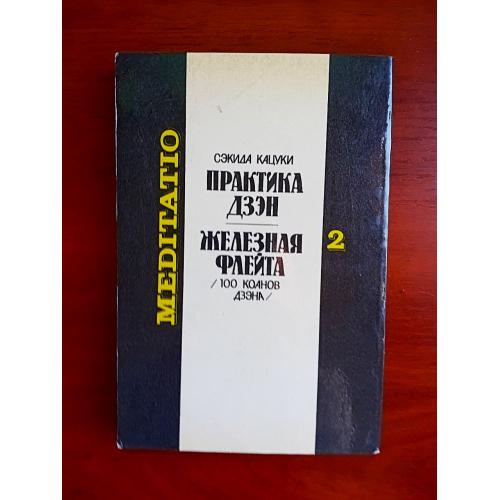 MEDITATIO
СЭКИДА КАЦУКИ
ПРАКТИКА
ДЗЭН
ЖЕЛЕЗНАЯ
ФЛЕЙТА
/100 КОАНОВ
ДЗЭНА/
2